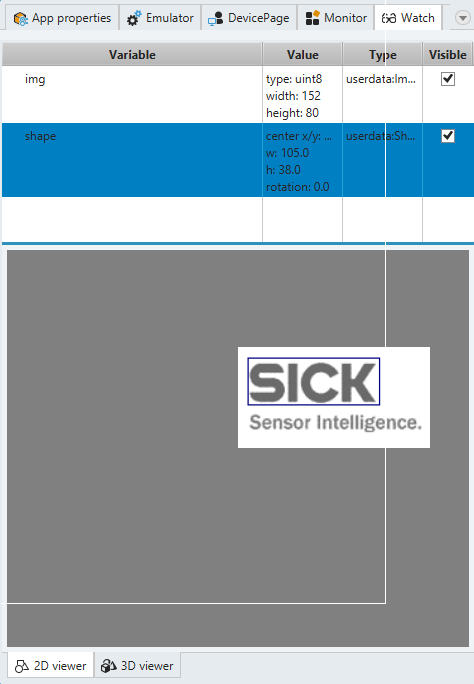 App properties Emulator DevicePage Monitor Watch
Variable Value Type Visible
img type: uint8 userdata:Im...
width: 152
height: 80
shape center x/y: ... userdata:Sh...
w: 105.0
h: 38.0
rotation: 0.0
SICK
Sensor Intelligence.
2D viewer 3D viewer